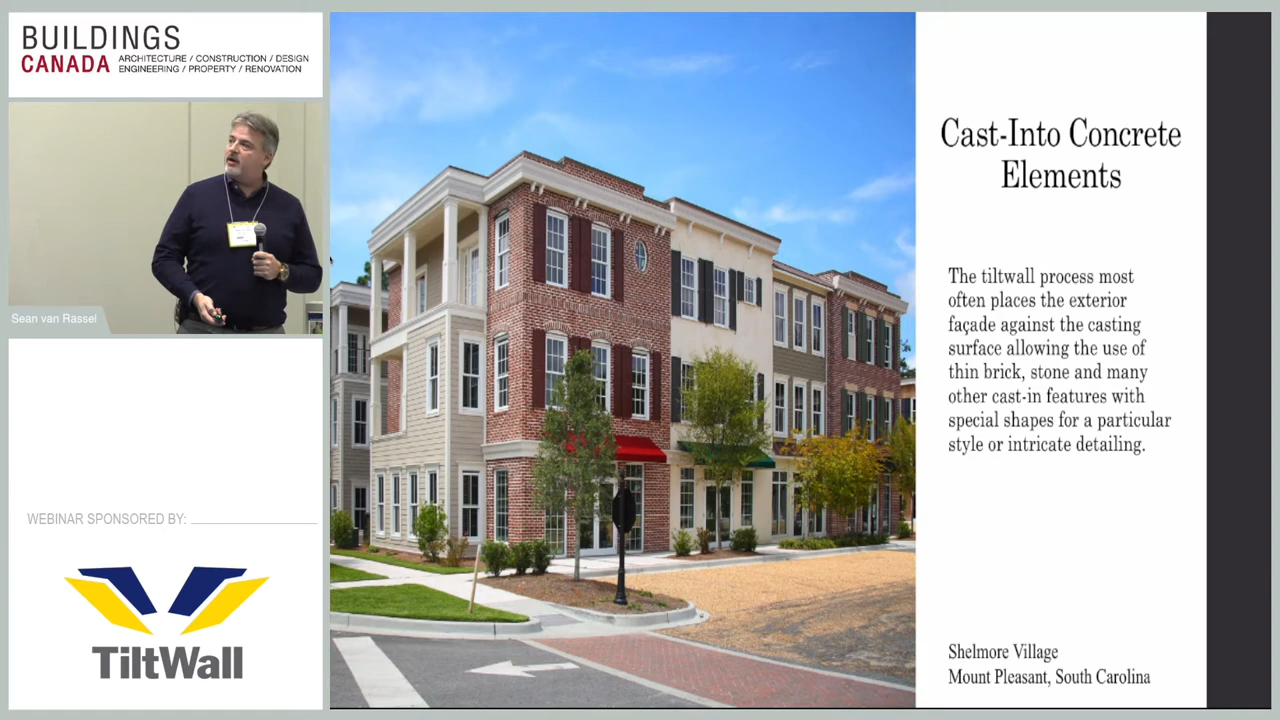 BUILDINGS
CANADA
ARCHITECTURE / CONSTRUCTION / DESIGN
ENGINEERING / PROPERTY / RENOVATION
Sean van Rassel
WEBINAR SPONSORED BY:
TiltWall
Cast-Into Concrete
Elements
The tiltwall process most
often places the exterior
façade against the casting
surface allowing the use of
thin brick, stone and many
other cast-in features with
special shapes for a particular
style or intricate detailing.
Shelmore Village
Mount Pleasant, South Carolina